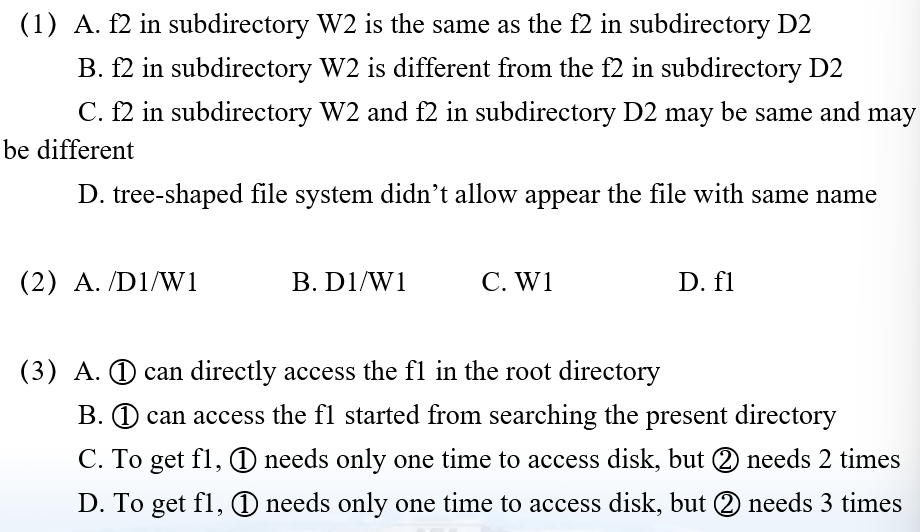 (1) A. f2 in subdirectory W2 is the same as the f2 in subdirectory D2
B. f2 in subdirectory W2 is different from the f2 in subdirectory D2
C. f2 in subdirectory W2 and f2 in subdirectory D2 may be same and may
be different
D. tree-shaped file system didn’t allow appear the file with same name
(2) A. /D1/W1 B. D1/W1 C. W1 D. f1
(3) A. ① can directly access the f1 in the root directory
B. ① can access the f1 started from searching the present directory
C. To get f1, ① needs only one time to access disk, but ② needs 2 times
D. To get f1, ① needs only one time to access disk, but ② needs 3 times